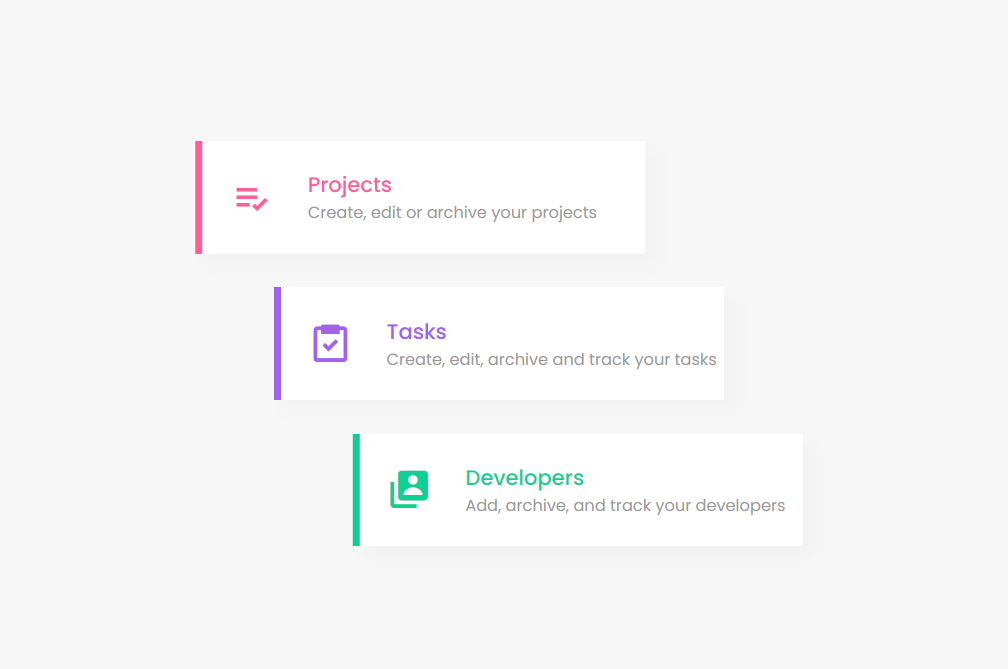 Projects
Create, edit or archive your projects
Tasks
Create, edit, archive and track your tasks
Developers
Add, archive, and track your developers